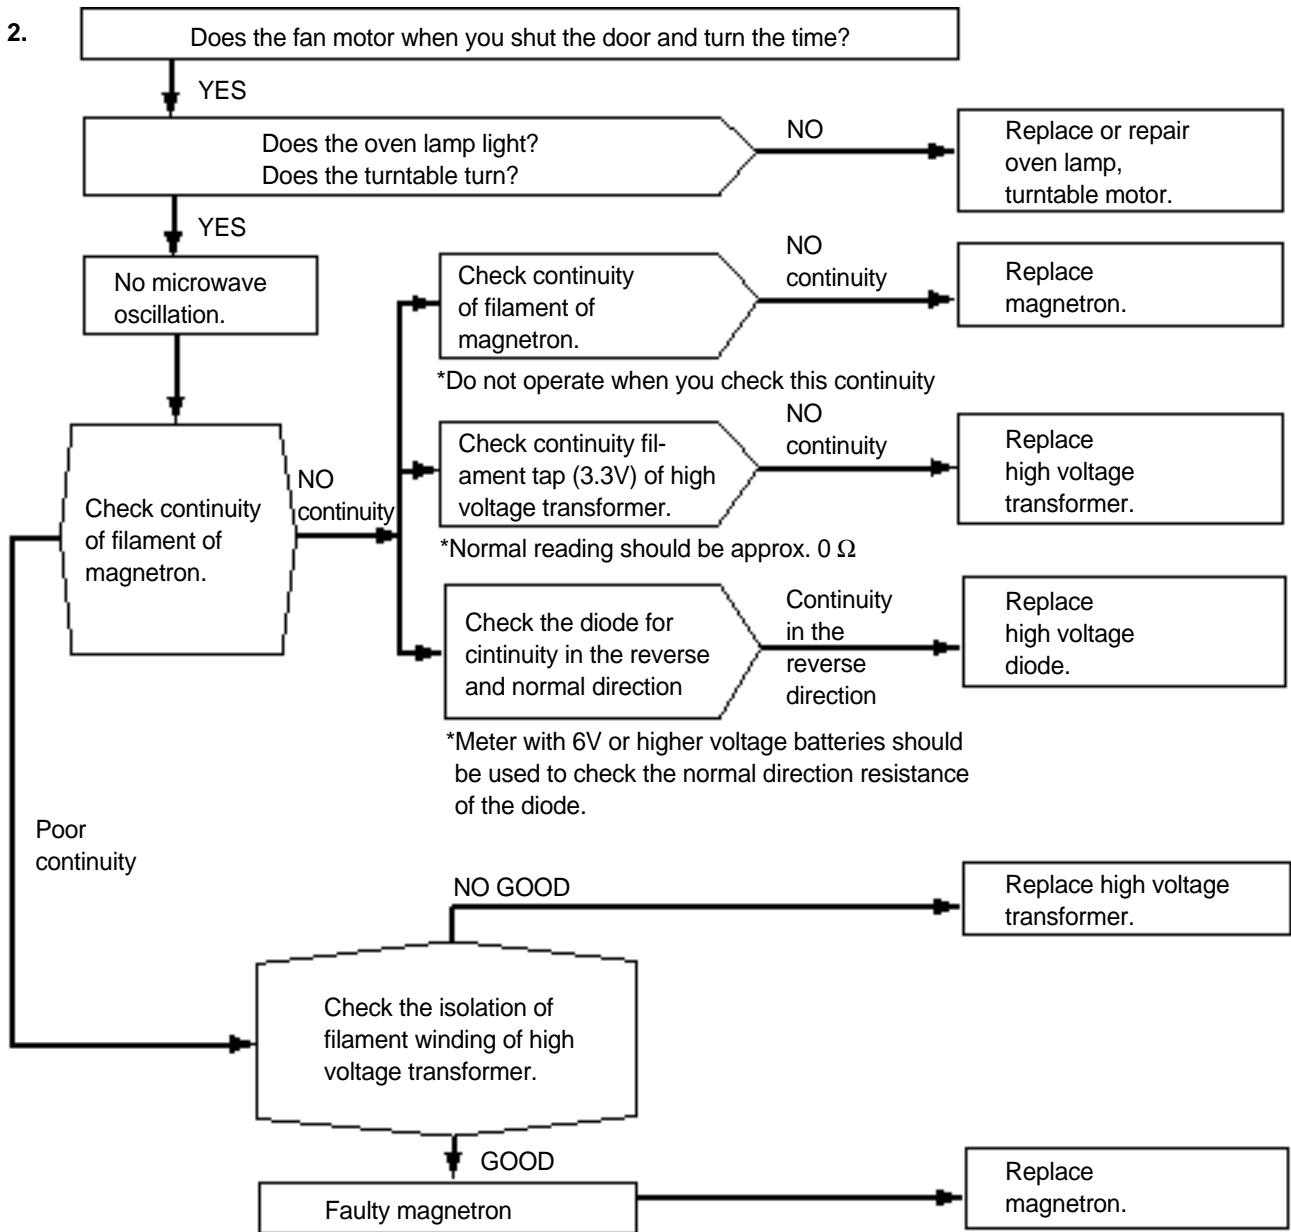 2.
Does the fan motor when you shut the door and turn the time?
YES
Does the oven lamp light?
Does the turntable turn?
NO
Replace or repair
oven lamp,
turntable motor.
YES
No microwave
oscillation.
Check continuity
of filament of
magnetron.
NO
continuity
Replace
magnetron.
*Do not operate when you check this continuity
Check continuity
of filament of
magnetron.
NO
continuity
Check continuity fil-
ament tap (3.3V) of high
voltage transformer.
NO
continuity
Replace
high voltage
transformer.
*Normal reading should be approx. 0 Ω
Check the diode for
cintinuity in the reverse
and normal direction
Continuity
in the
reverse
direction
Replace
high voltage
diode.
*Meter with 6V or higher voltage batteries should
be used to check the normal direction resistance
of the diode.
Poor
continuity
NO GOOD
Replace high voltage
transformer.
Check the isolation of
filament winding of high
voltage transformer.
GOOD
Faulty magnetron
Replace
magnetron.